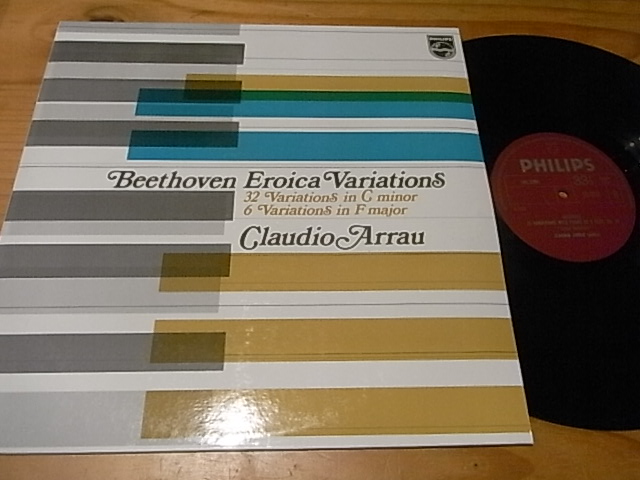 PHILIPS
Beethoven Eroica Variations
32 Variations in C minor
6 Variations in F major
Claudio Arrau
PHILIPS